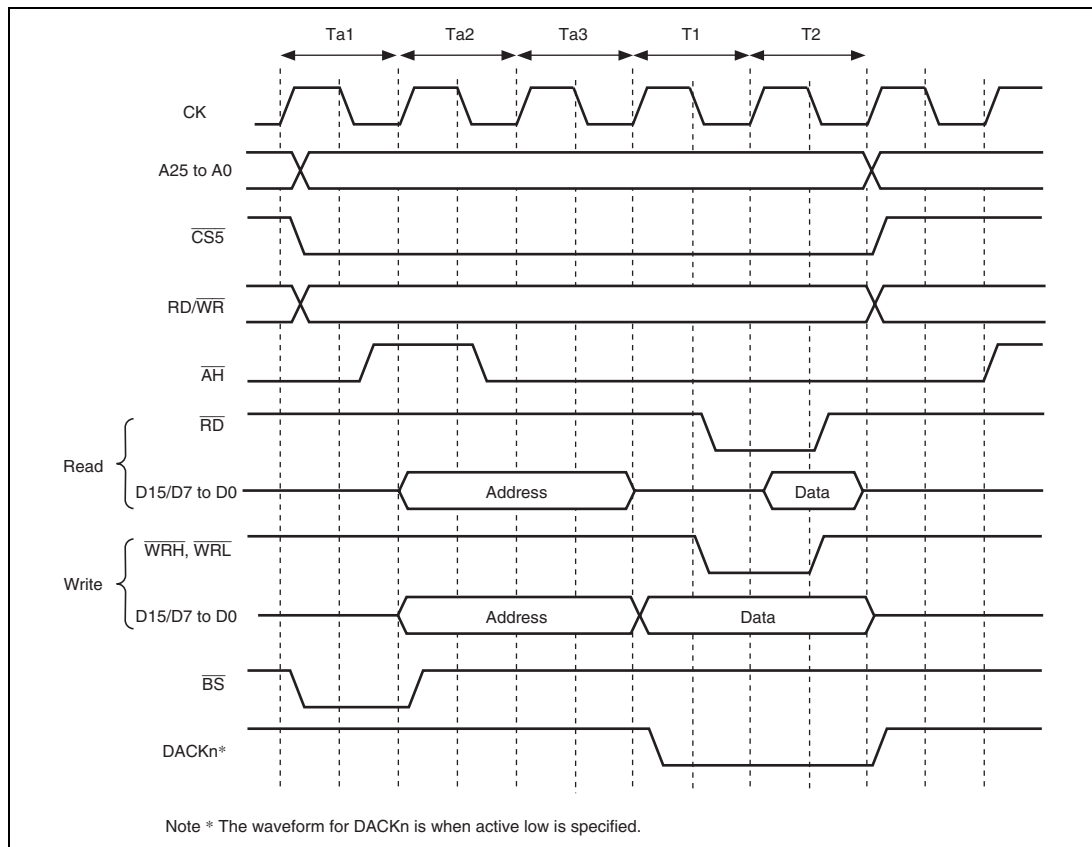 Ta1 Ta2 Ta3 T1 T2
CK
A25 to A0
CS5
RD/WR
AH
RD
Read
D15/D7 to D0 Address Data
WRH, WRL
Write
D15/D7 to D0 Address Data
BS
DACKn*
Note * The waveform for DACKn is when active low is specified.